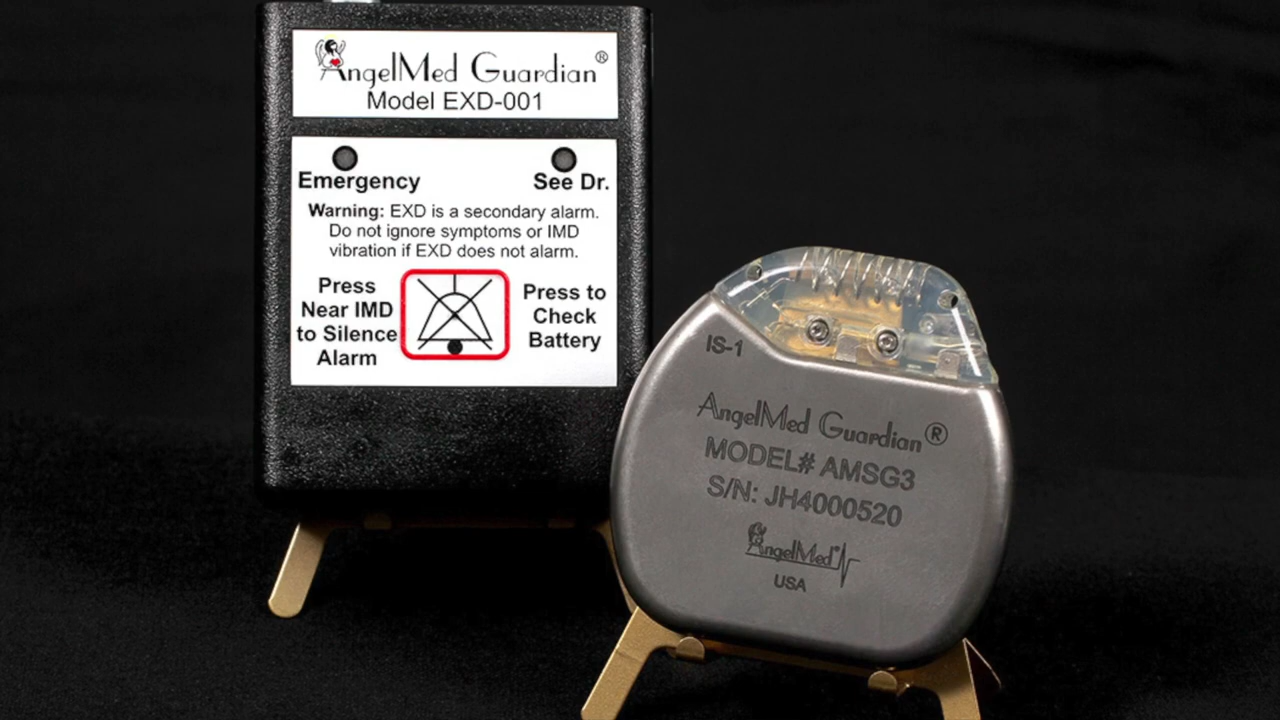 AngelMed Guardian®
Model EXD-001
Emergency
See Dr.
Warning: EXD is a secondary alarm.
Do not ignore symptoms or IMD
vibration if EXD does not alarm.
Press
Near IMD
to Silence
Alarm
Press to
Check
Battery
IS-1
AngelMed Guardian®
MODEL# AMSG3
S/N: JH4000520
AngelMed®
USA